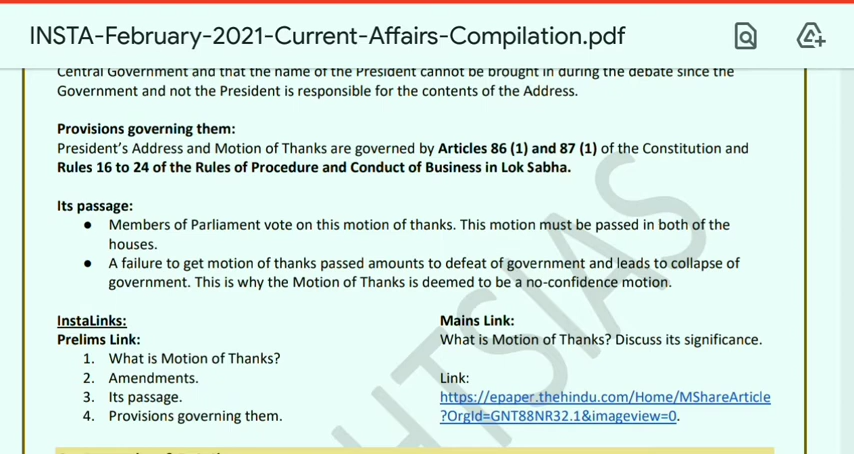 INSTA-February-2021-Current-Affairs-Compilation.pdf
Central Government and that the name of the President cannot be brought in during the debate since the
Government and not the President is responsible for the contents of the Address.
Provisions governing them:
President's Address and Motion of Thanks are governed by Articles 86 (1) and 87 (1) of the Constitution and
Rules 16 to 24 of the Rules of Procedure and Conduct of Business in Lok Sabha.
Its passage:
● Members of Parliament vote on this motion of thanks. This motion must be passed in both of the
houses.
● A failure to get motion of thanks passed amounts to defeat of government and leads to collapse of
government. This is why the Motion of Thanks is deemed to be a no-confidence motion.
InstaLinks:
Prelims Link:
1. What is Motion of Thanks?
2. Amendments.
3. Its passage.
4. Provisions governing them.
Mains Link:
What is Motion of Thanks? Discuss its significance.
Link:
https://epaper.thehindu.com/Home/MShareArticle
?OrgId=GNT88NR32.1&imageview=0.
HTSIAS